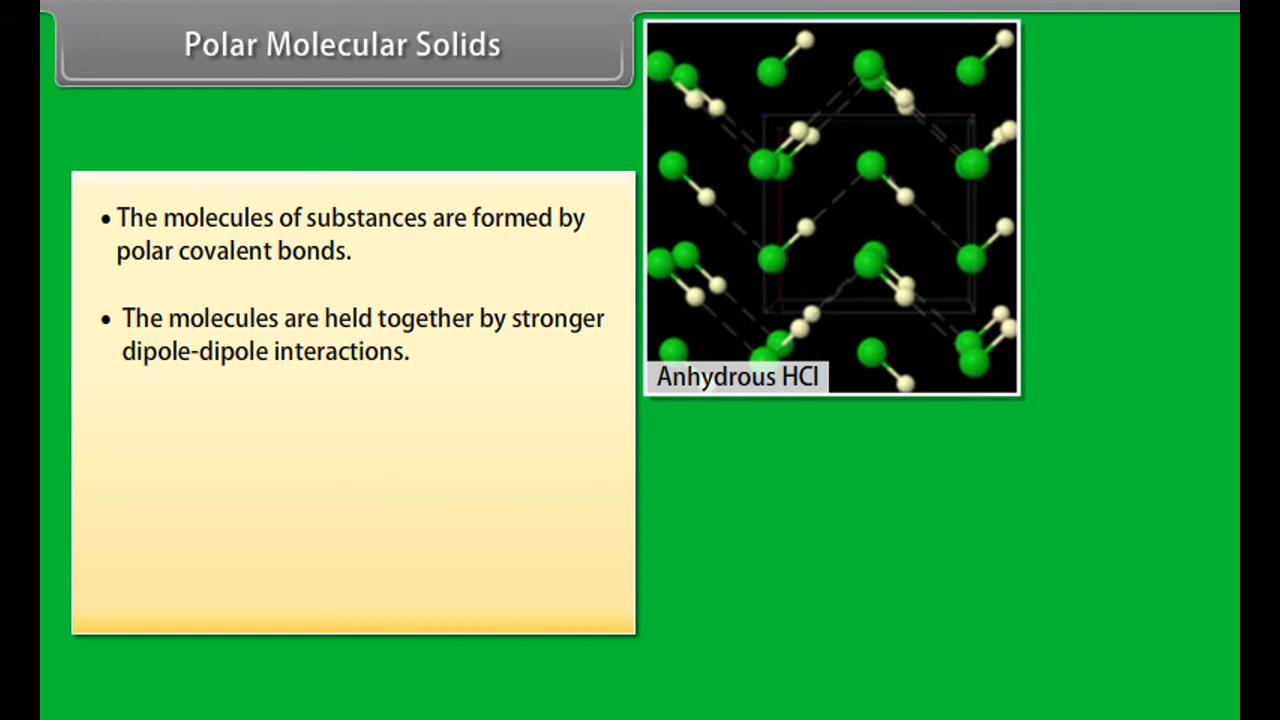 Polar Molecular Solids
• The molecules of substances are formed by
polar covalent bonds.
• The molecules are held together by stronger
dipole-dipole interactions.
Anhydrous HCl